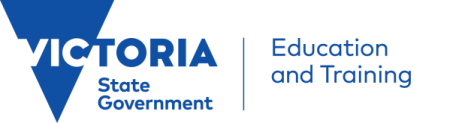 VICTORIA
State
Government
Education
and Training